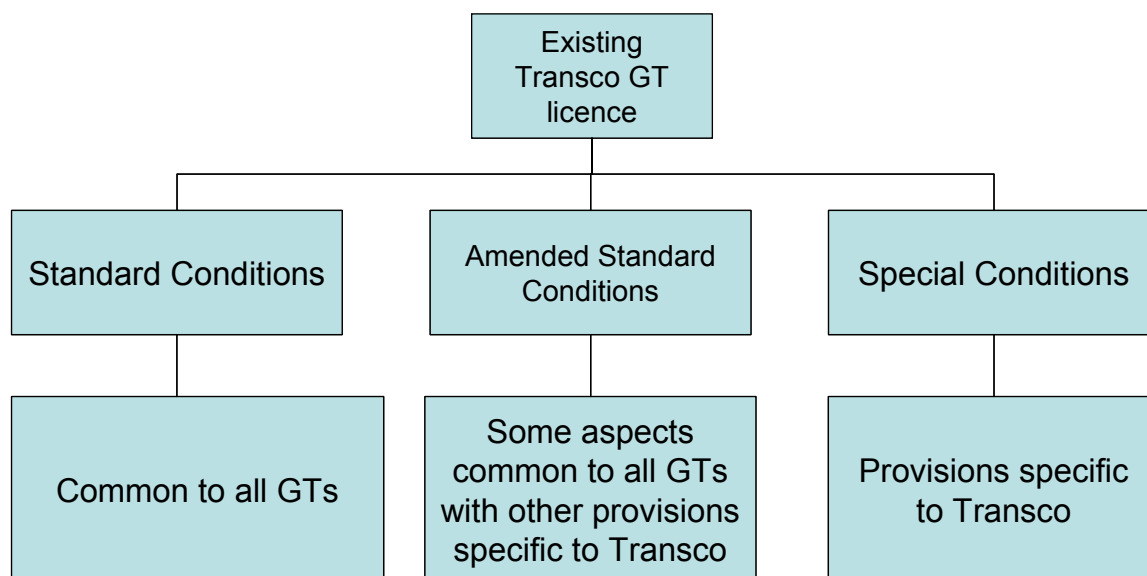 Existing
Transco GT
licence
Standard Conditions
Amended Standard
Conditions
Special Conditions
Common to all GTs
Some aspects
common to all GTs
with other provisions
specific to Transco
Provisions specific
to Transco